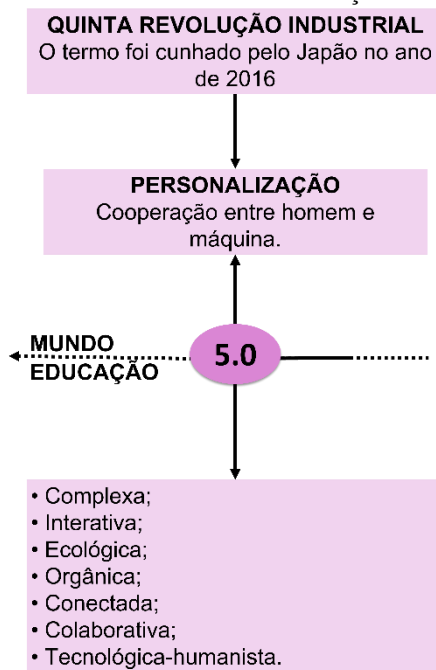 QUINTA REVOLUÇÃO INDUSTRIAL
O termo foi cunhado pelo Japão no ano
de 2016
PERSONALIZAÇÃO
Cooperação entre homem e
máquina.
MUNDO
5.0
EDUCAÇÃO
• Complexa;
• Interativa;
• Ecológica;
• Orgânica;
• Conectada;
• Colaborativa;
• Tecnológica-humanista.